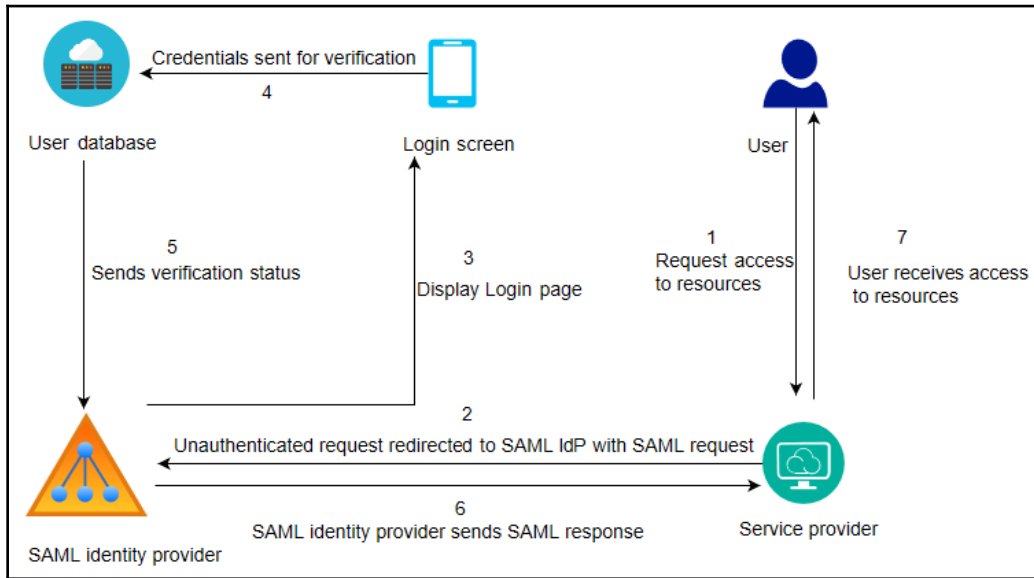 Credentials sent for verification
4
User database
Login screen
User
5
Sends verification status
3
Display Login page
1
Request access
to resources
7
User receives access
to resources
2
Unauthenticated request redirected to SAML IdP with SAML request
6
SAML identity provider sends SAML response
SAML identity provider
Service provider